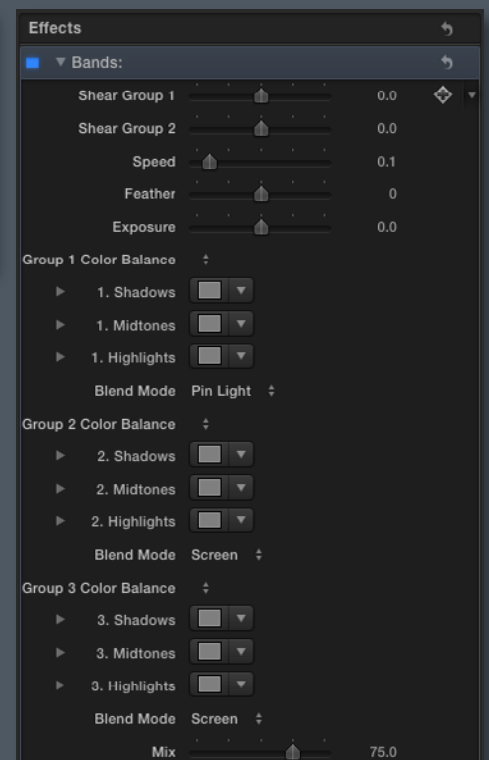 Effects
Bands:
Shear Group 1 0.0
Shear Group 2 0.0
Speed 0.1
Feather 0
Exposure 0.0
Group 1 Color Balance
1. Shadows
1. Midtones
1. Highlights
Blend Mode Pin Light
Group 2 Color Balance
2. Shadows
2. Midtones
2. Highlights
Blend Mode Screen
Group 3 Color Balance
3. Shadows
3. Midtones
3. Highlights
Blend Mode Screen
Mix 75.0